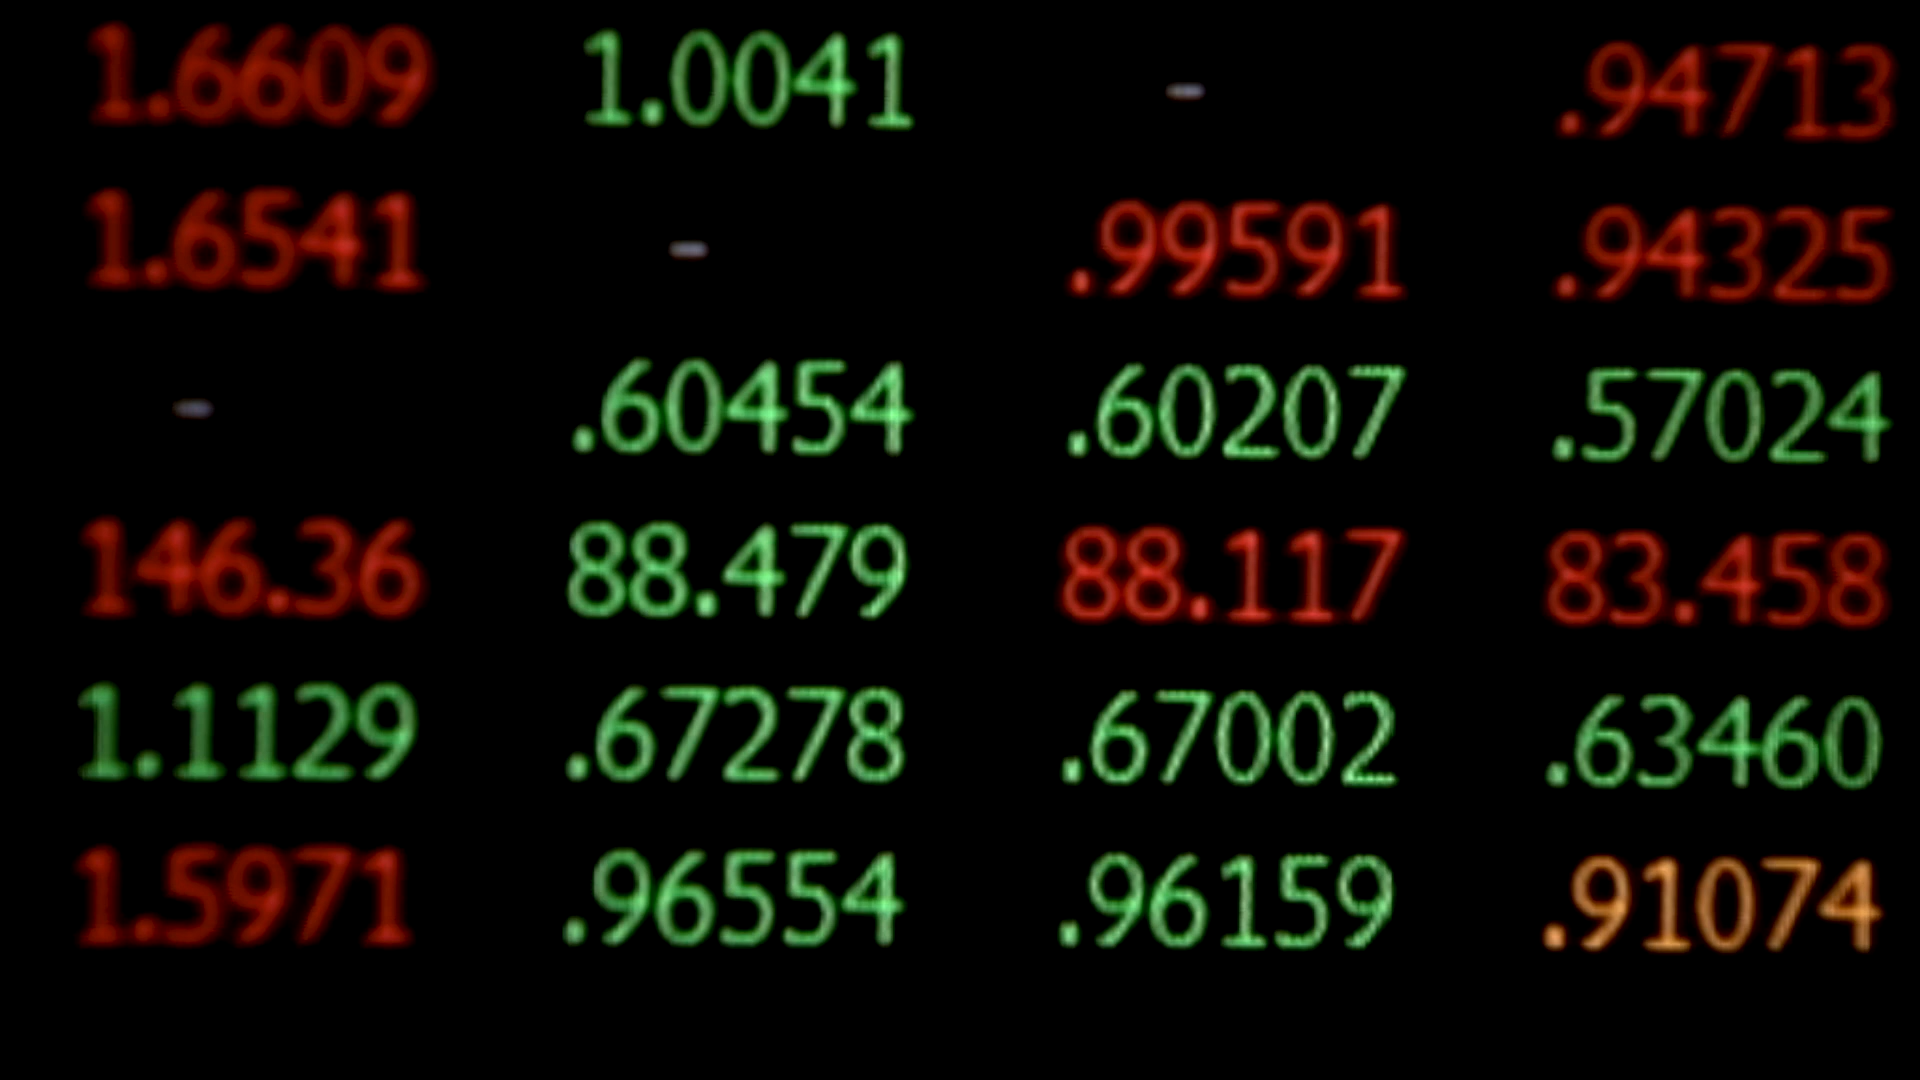 1.6609 1.0041 - .94713
1.6541 - .99591 .94325
- .60454 .60207 .57024
146.36 88.479 88.117 83.458
1.1129 .67278 .67002 .63460
1.5971 .96554 .96159 .91074